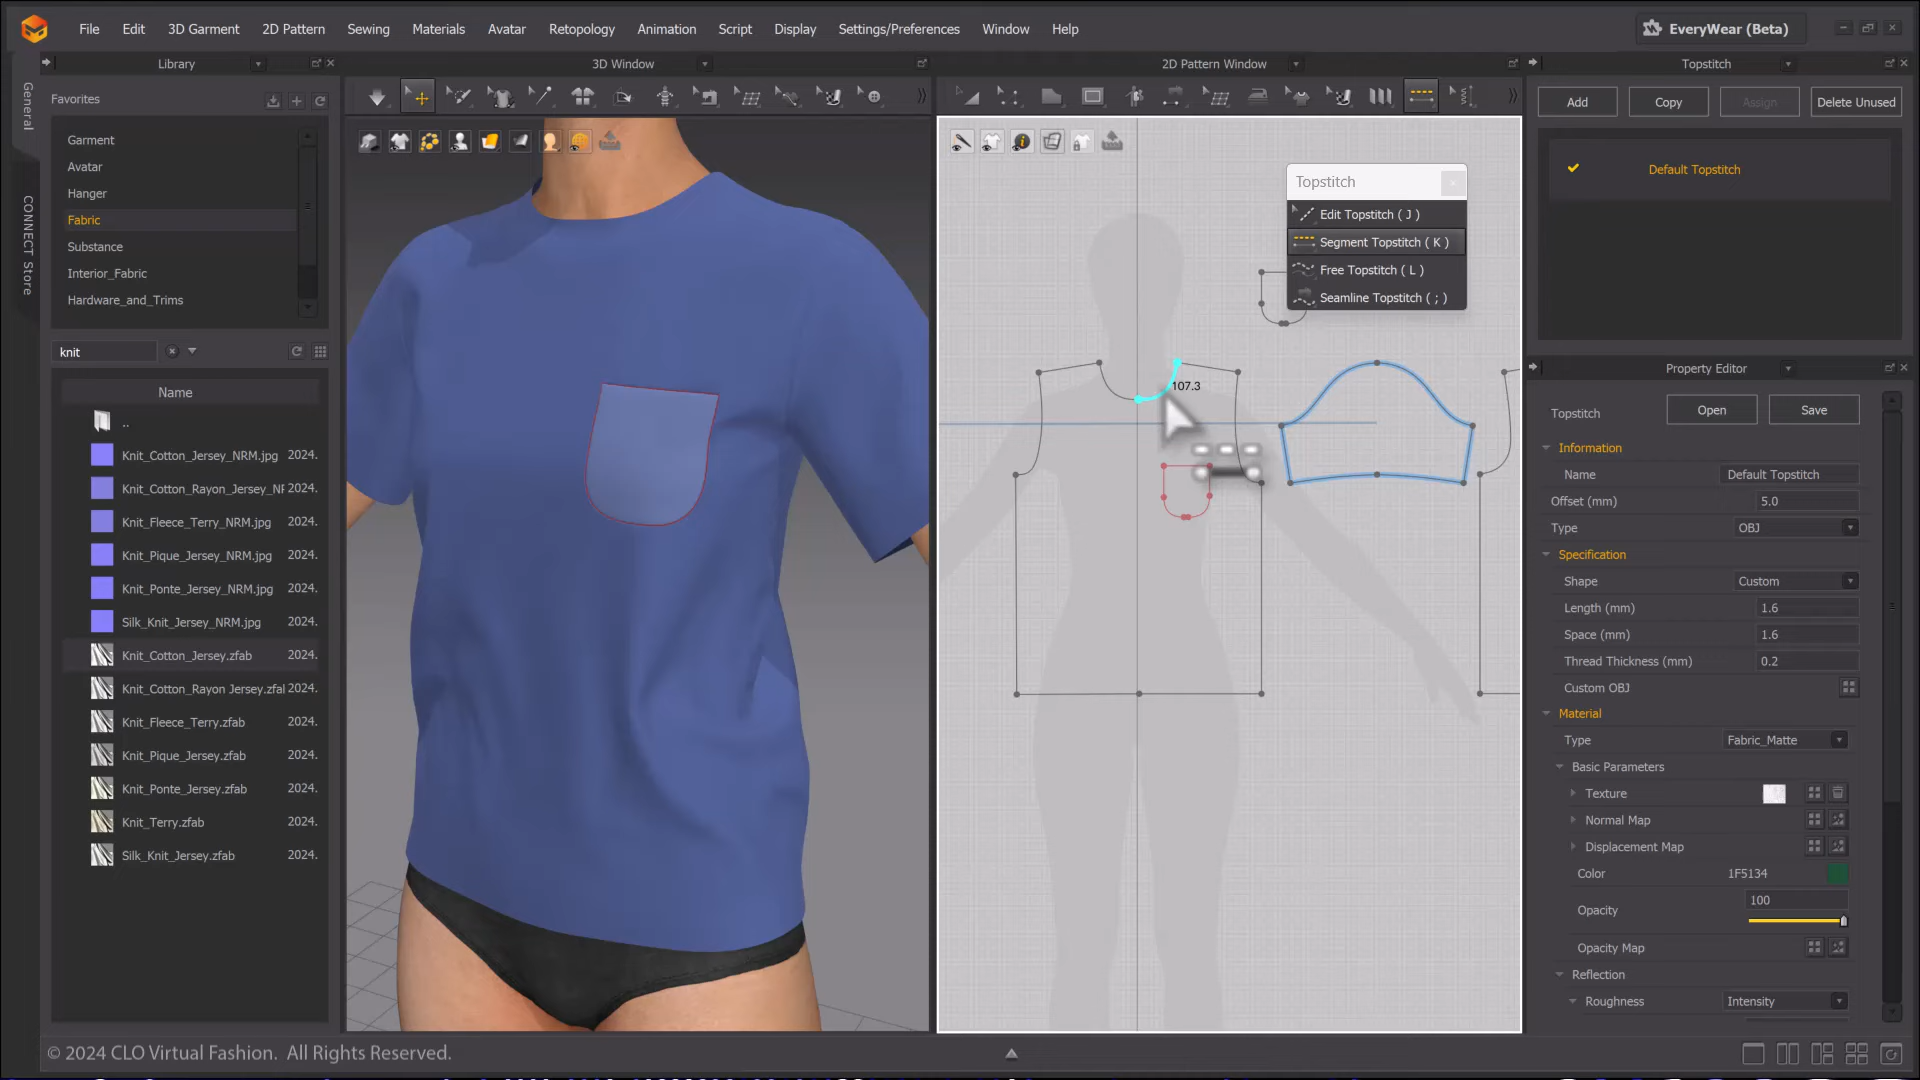 File Edit 3D Garment 2D Pattern Sewing Materials Avatar Retopology Animation Script Display Settings/Preferences Window Help
EveryWear (Beta)
Library
3D Window
2D Pattern Window
Topstitch
General
CONNECT Store
Favorites
Garment
Avatar
Hanger
Fabric
Substance
Interior_Fabric
Hardware_and_Trims
knit
Name
..
Knit_Cotton_Jersey_NRM.jpg 2024.
Knit_Cotton_Rayon_Jersey_NF 2024.
Knit_Fleece_Terry_NRM.jpg 2024.
Knit_Pique_Jersey_NRM.jpg 2024.
Knit_Ponte_Jersey_NRM.jpg 2024.
Silk_Knit_Jersey_NRM.jpg 2024.
Knit_Cotton_Jersey.zfab 2024.
Knit_Cotton_Rayon Jersey.zfal 2024.
Knit_Fleece_Terry.zfab 2024.
Knit_Pique_Jersey.zfab 2024.
Knit_Ponte_Jersey.zfab 2024.
Knit_Terry.zfab 2024.
Silk_Knit_Jersey.zfab 2024.
Topstitch
Edit Topstitch ( J )
Segment Topstitch ( K )
Free Topstitch ( L )
Seamline Topstitch ( ; )
107.3
Add Copy Assign Delete Unused
Default Topstitch
Property Editor
Topstitch Open Save
Information
Name Default Topstitch
Offset (mm) 5.0
Type OBJ
Specification
Shape Custom
Length (mm) 1.6
Space (mm) 1.6
Thread Thickness (mm) 0.2
Custom OBJ
Material
Type Fabric_Matte
Basic Parameters
Texture
Normal Map
Displacement Map
Color 1F5134
Opacity 100
Opacity Map
Reflection
Roughness Intensity
© 2024 CLO Virtual Fashion. All Rights Reserved.